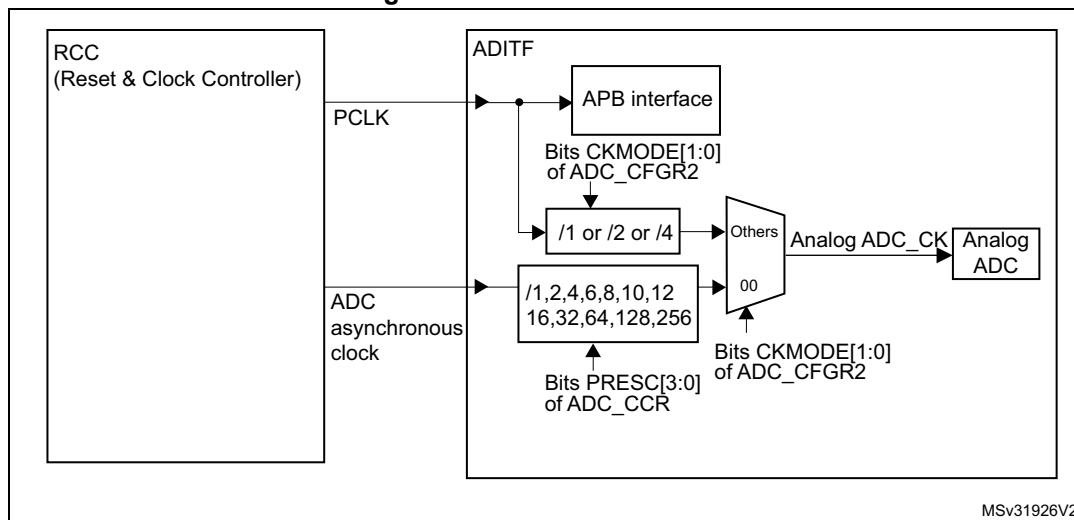 g
RCC
(Reset & Clock Controller)
ADITF
APB interface
PCLK
Bits CKMODE[1:0]
of ADC_CFGR2
/1 or /2 or /4
Others
Analog ADC_CK
Analog
ADC
00
/1,2,4,6,8,10,12
16,32,64,128,256
ADC
asynchronous
clock
Bits CKMODE[1:0]
of ADC_CFGR2
Bits PRESC[3:0]
of ADC_CCR
MSv31926V2